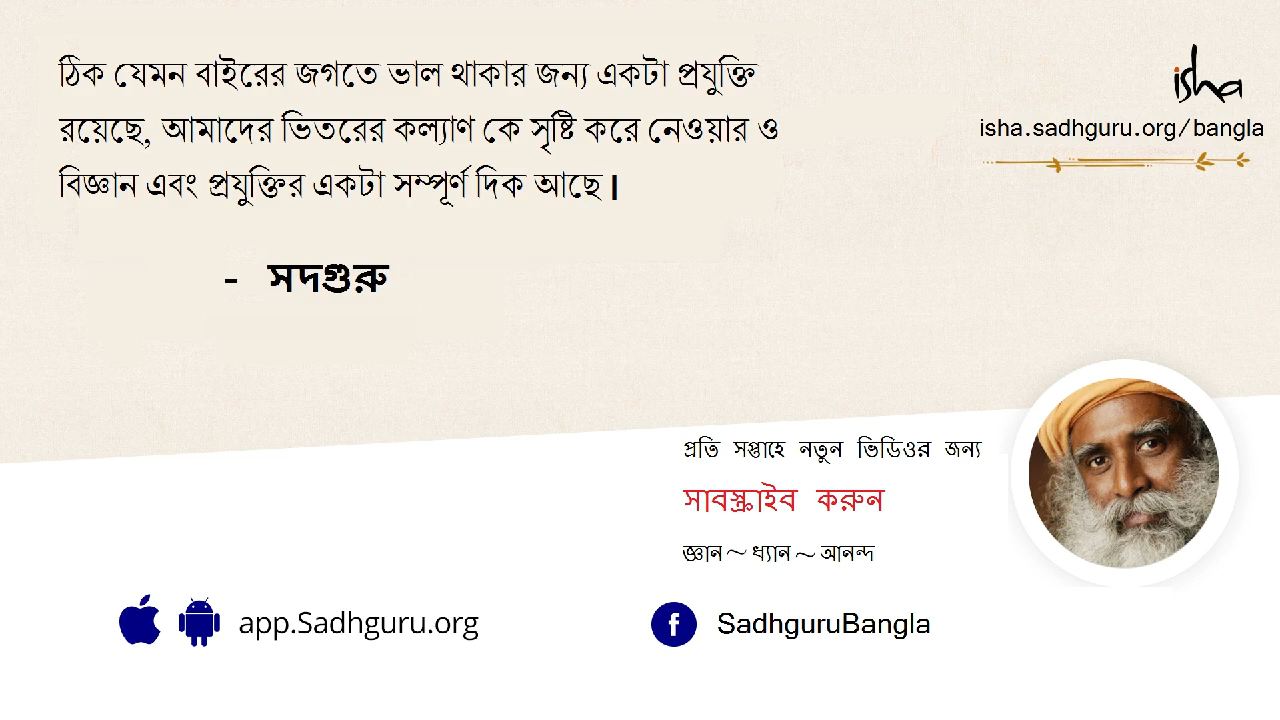 ঠিক যেমন বাইরের জগতে ভাল থাকার জন্য একটা প্রযুক্তি
রয়েছে, আমাদের ভিতরের কল্যাণ কে সৃষ্টি করে নেওয়ার ও
বিজ্ঞান এবং প্রযুক্তির একটা সম্পূর্ণ দিক আছে।
- সদগুরু
isha
isha.sadhguru.org/bangla
প্রতি সপ্তাহে নতুন ভিডিওর জন্য
সাবস্ক্রাইব করুন
জ্ঞান ~ ধ্যান ~ আনন্দ
app.Sadhguru.org
f SadhguruBangla